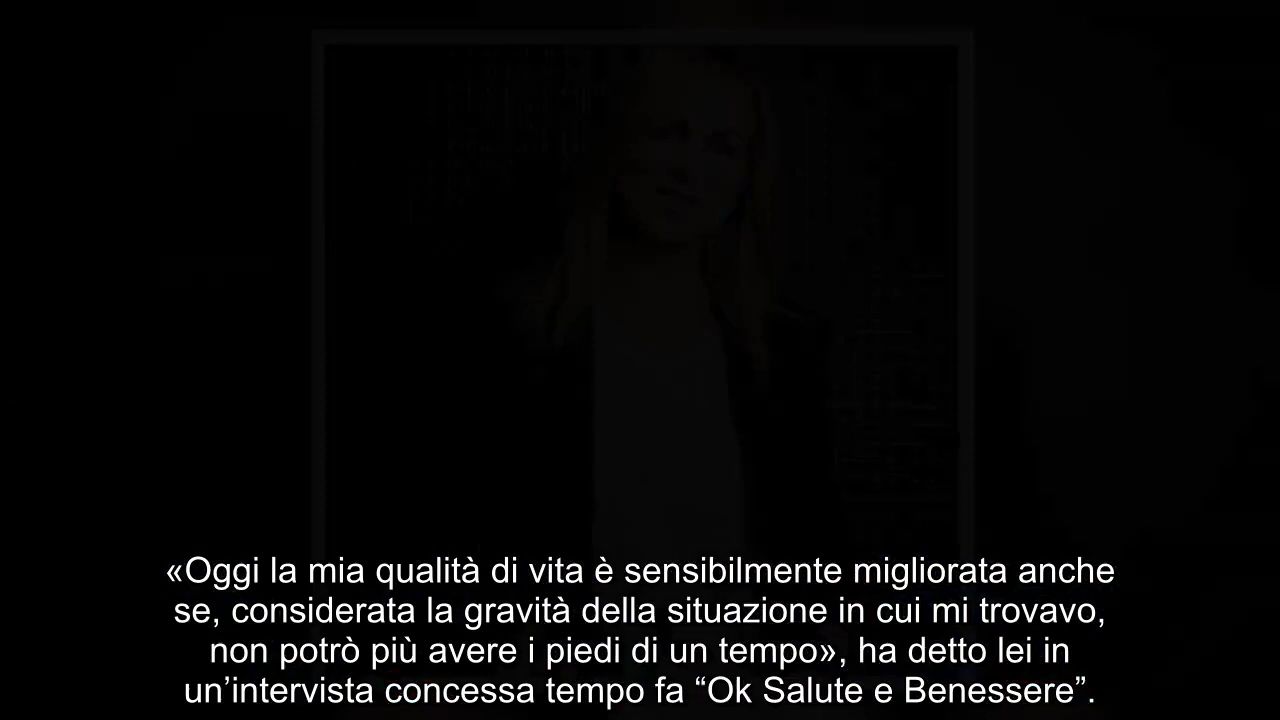 «Oggi la mia qualità di vita è sensibilmente migliorata anche
se, considerata la gravità della situazione in cui mi trovavo,
non potrò più avere i piedi di un tempo», ha detto lei in
un’intervista concessa tempo fa “Ok Salute e Benessere”.